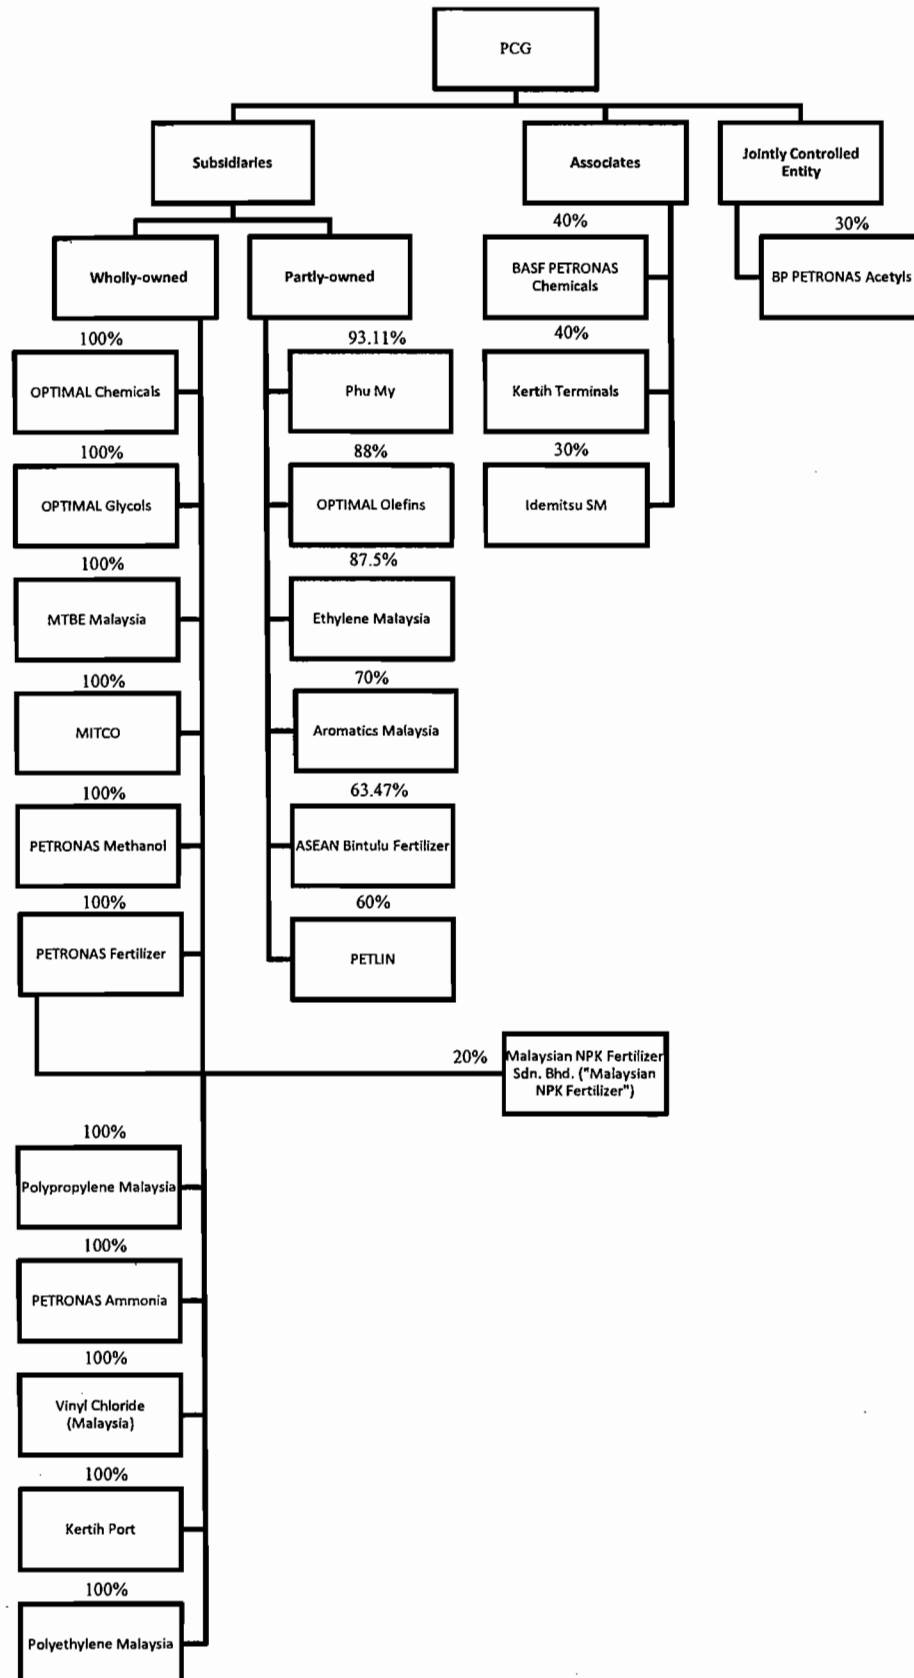 PCG
Subsidiaries
Associates
Jointly Controlled
Entity
Wholly-owned
Partly-owned
40%
BASF PETRONAS
Chemicals
30%
BP PETRONAS Acetyls
100%
OPTIMAL Chemicals
93.11%
Phu My
40%
Kertih Terminals
100%
OPTIMAL Glycols
88%
OPTIMAL Olefins
30%
Idemitsu SM
100%
MTBE Malaysia
87.5%
Ethylene Malaysia
100%
MITCO
70%
Aromatics Malaysia
100%
PETRONAS Methanol
63.47%
ASEAN Bintulu Fertilizer
100%
PETRONAS Fertilizer
60%
PETLIN
20%
Malaysian NPK Fertilizer
Sdn. Bhd. ("Malaysian
NPK Fertilizer")
100%
Polypropylene Malaysia
100%
PETRONAS Ammonia
100%
Vinyl Chloride
(Malaysia)
100%
Kertih Port
100%
Polyethylene Malaysia